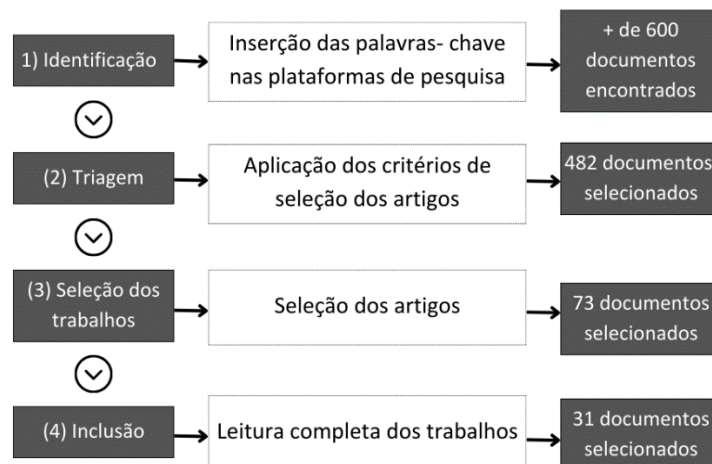 1) Identificação
Inserção das palavras- chave
nas plataformas de pesquisa
+ de 600
documentos
encontrados
(2) Triagem
Aplicação dos critérios de
seleção dos artigos
482 documentos
selecionados
(3) Seleção dos
trabalhos
Seleção dos artigos
73 documentos
selecionados
(4) Inclusão
Leitura completa dos trabalhos
31 documentos
selecionados